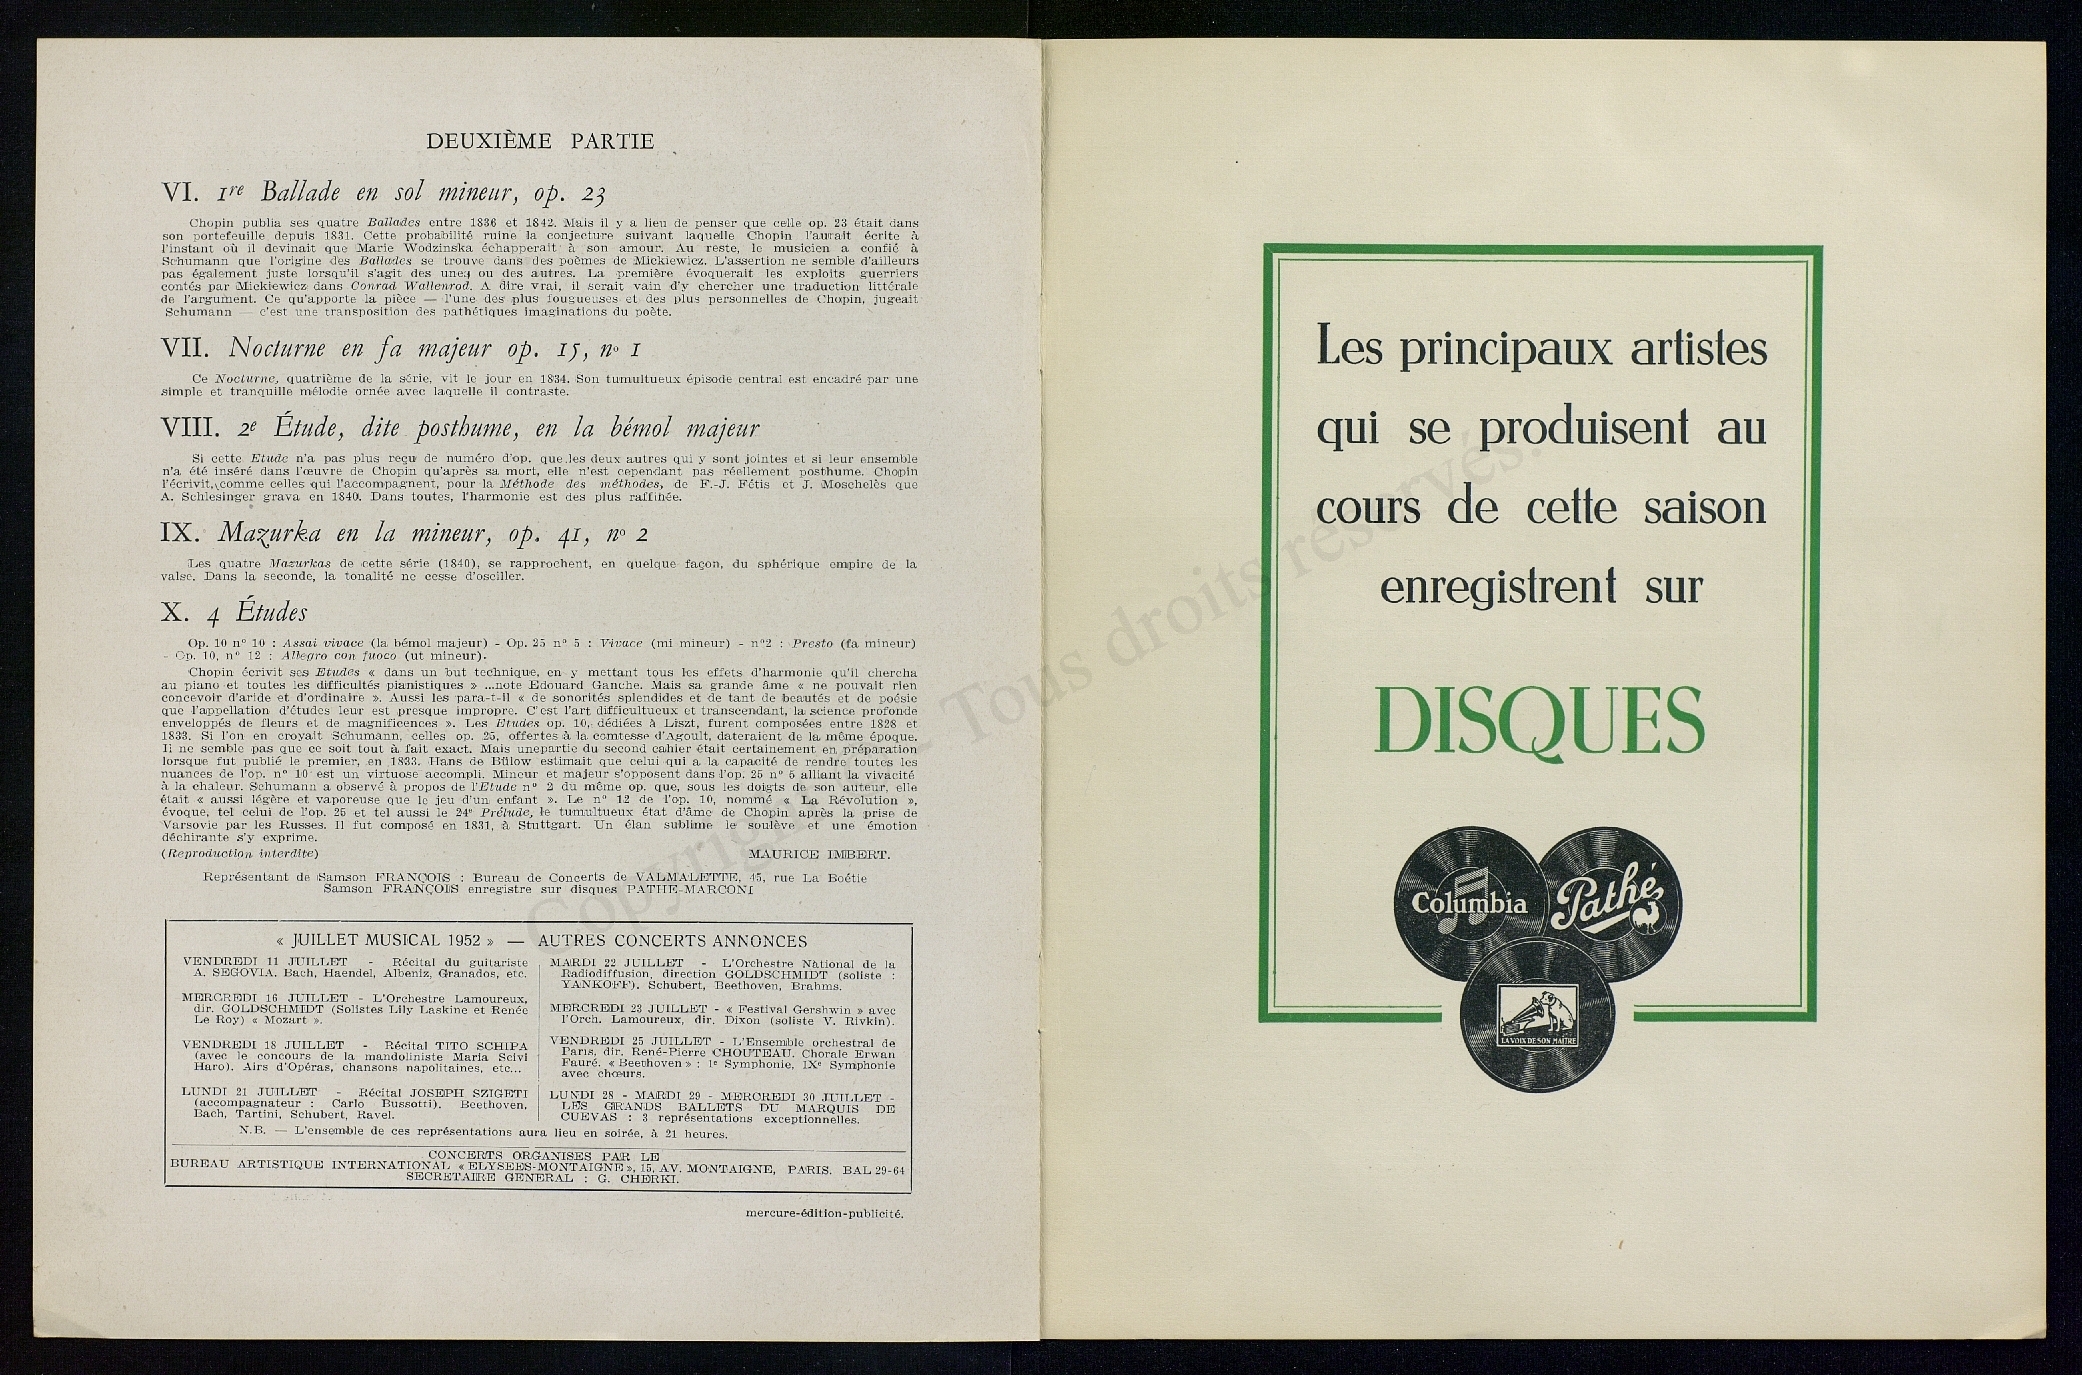 DEUXIÈME PARTIE
VI. 1re Ballade en sol mineur, op. 23
Chopin publia ses quatre Ballades entre 1836 et 1842. Mais il y a lieu de penser que celle op. 23 était dans
son portefeuille depuis 1831. Cette probabilité ruine la conjecture suivant laquelle Chopin l'aurait écrite à
l'instant où il devinait que Marie Wodzinska échapperait à son amour. Au reste, le musicien a confié à
Schumann que l'origine des Ballades se trouve dans des poèmes de Mickiewicz. L'assertion ne semble d'ailleurs
pas également juste lorsqu'il s'agit des unes ou des autres. La première évoquerait les exploits guerriers
contés par Mickiewicz dans Conrad Wallenrod. A dire vrai, il serait vain d'y chercher une traduction littérale
de l'argument. Ce qu'apporte la pièce — l'une des plus fougueuses et des plus personnelles de Chopin, jugeait
Schumann — c'est une transposition des pathétiques imaginations du poète.
VII. Nocturne en fa majeur op. 15, no 1
Ce Nocturne, quatrième de la série, vit le jour en 1834. Son tumultueux épisode central est encadré par une
simple et tranquille mélodie ornée avec laquelle il contraste.
VIII. 2e Étude, dite posthume, en la bémol majeur
Si cette Etude n'a pas plus reçu de numéro d'op. que les deux autres qui y sont jointes et si leur ensemble
n'a été inséré dans l'œuvre de Chopin qu'après sa mort, elle n'est cependant pas réellement posthume. Chopin
l'écrivit, comme celles qui l'accompagnent, pour la Méthode des méthodes, de F.-J. Fétis et J. Moschelès que
A. Schlesinger grava en 1840. Dans toutes, l'harmonie est des plus raffinée.
IX. Mazurka en la mineur, op. 41, no 2
Les quatre Mazurkas de cette série (1840), se rapprochent, en quelque façon, du sphérique empire de la
valse. Dans la seconde, la tonalité ne cesse d'osciller.
X. 4 Études
Op. 10 n° 10 : Assai vivace (la bémol majeur) - Op. 25 n° 5 : Vivace (mi mineur) - n°2 : Presto (fa mineur)
- Op. 10, n° 12 : Allegro con fuoco (ut mineur).
Chopin écrivit ses Etudes « dans un but technique, en y mettant tous les effets d'harmonie qu'il chercha
au piano et toutes les difficultés pianistiques » ...note Edouard Ganche. Mais sa grande âme « ne pouvait rien
concevoir d'aride et d'ordinaire ». Aussi les para-t-il « de sonorités splendides et de tant de beautés et de poésie
que l'appellation d'études leur est presque impropre. C'est l'art difficultueux et transcendant, la science profonde
enveloppés de fleurs et de magnificences ». Les Etudes op. 10, dédiées à Liszt, furent composées entre 1828 et
1833. Si l'on en croyait Schumann, celles op. 25, offertes à la comtesse d'Agoult, dateraient de la même époque.
Il ne semble pas que ce soit tout à fait exact. Mais unepartie du second cahier était certainement en préparation
lorsque fut publié le premier, en 1833. Hans de Bülow estimait que celui qui a la capacité de rendre toutes les
nuances de l'op. n° 10 est un virtuose accompli. Mineur et majeur s'opposent dans l'op. 25 n° 5 alliant la vivacité
à la chaleur. Schumann a observé à propos de l'Etude n° 2 du même op. que, sous les doigts de son auteur, elle
était « aussi légère et vaporeuse que le jeu d'un enfant ». Le n° 12 de l'op. 10, nommé « La Révolution »,
évoque, tel celui de l'op. 25 et tel aussi le 24e Prélude, le tumultueux état d'âme de Chopin après la prise de
Varsovie par les Russes. Il fut composé en 1831, à Stuttgart. Un élan sublime le soulève et une émotion
déchirante s'y exprime.
(Reproduction interdite) MAURICE IMBERT.
Représentant de Samson FRANÇOIS : Bureau de Concerts de VALMALETTE, 45, rue La Boétie
Samson FRANÇOIS enregistre sur disques PATHE-MARCONI
« JUILLET MUSICAL 1952 » — AUTRES CONCERTS ANNONCES
VENDREDI 11 JUILLET - Récital du guitariste
A. SEGOVIA. Bach, Haendel, Albeniz, Granados, etc.
MERCREDI 16 JUILLET - L'Orchestre Lamoureux,
dir. GOLDSCHMIDT (Solistes Lily Laskine et Renée
Le Roy) « Mozart ».
VENDREDI 18 JUILLET - Récital TITO SCHIPA
(avec le concours de la mandoliniste Maria Scivi
Haro). Airs d'Opéras, chansons napolitaines, etc...
LUNDI 21 JUILLET - Récital JOSEPH SZIGETI
(accompagnateur : Carlo Bussotti). Beethoven,
Bach, Tartini, Schubert, Ravel.
MARDI 22 JUILLET - L'Orchestre National de la
Radiodiffusion, direction GOLDSCHMIDT (soliste :
YANKOFF). Schubert, Beethoven, Brahms.
MERCREDI 23 JUILLET - « Festival Gershwin » avec
l'Orch. Lamoureux, dir. Dixon (soliste V. Rivkin).
VENDREDI 25 JUILLET - L'Ensemble orchestral de
Paris, dir. René-Pierre CHOUTEAU. Chorale Erwan
Fauré. « Beethoven » : 1e Symphonie, IXe Symphonie
avec chœurs.
LUNDI 28 - MARDI 29 - MERCREDI 30 JUILLET -
LES GRANDS BALLETS DU MARQUIS DE
CUEVAS : 3 représentations exceptionnelles.
N.B. — L'ensemble de ces représentations aura lieu en soirée, à 21 heures.
CONCERTS ORGANISES PAR LE
BUREAU ARTISTIQUE INTERNATIONAL « ELYSEES-MONTAIGNE », 15, AV. MONTAIGNE, PARIS. BAL 29-64
SECRETAIRE GENERAL : G. CHERKI.
mercure-édition-publicité.
Les principaux artistes
qui se produisent au
cours de cette saison
enregistrent sur
DISQUES
Columbia
Pathé
LA VOIX DE SON MAITRE
Copyright - Tous droits réservés.